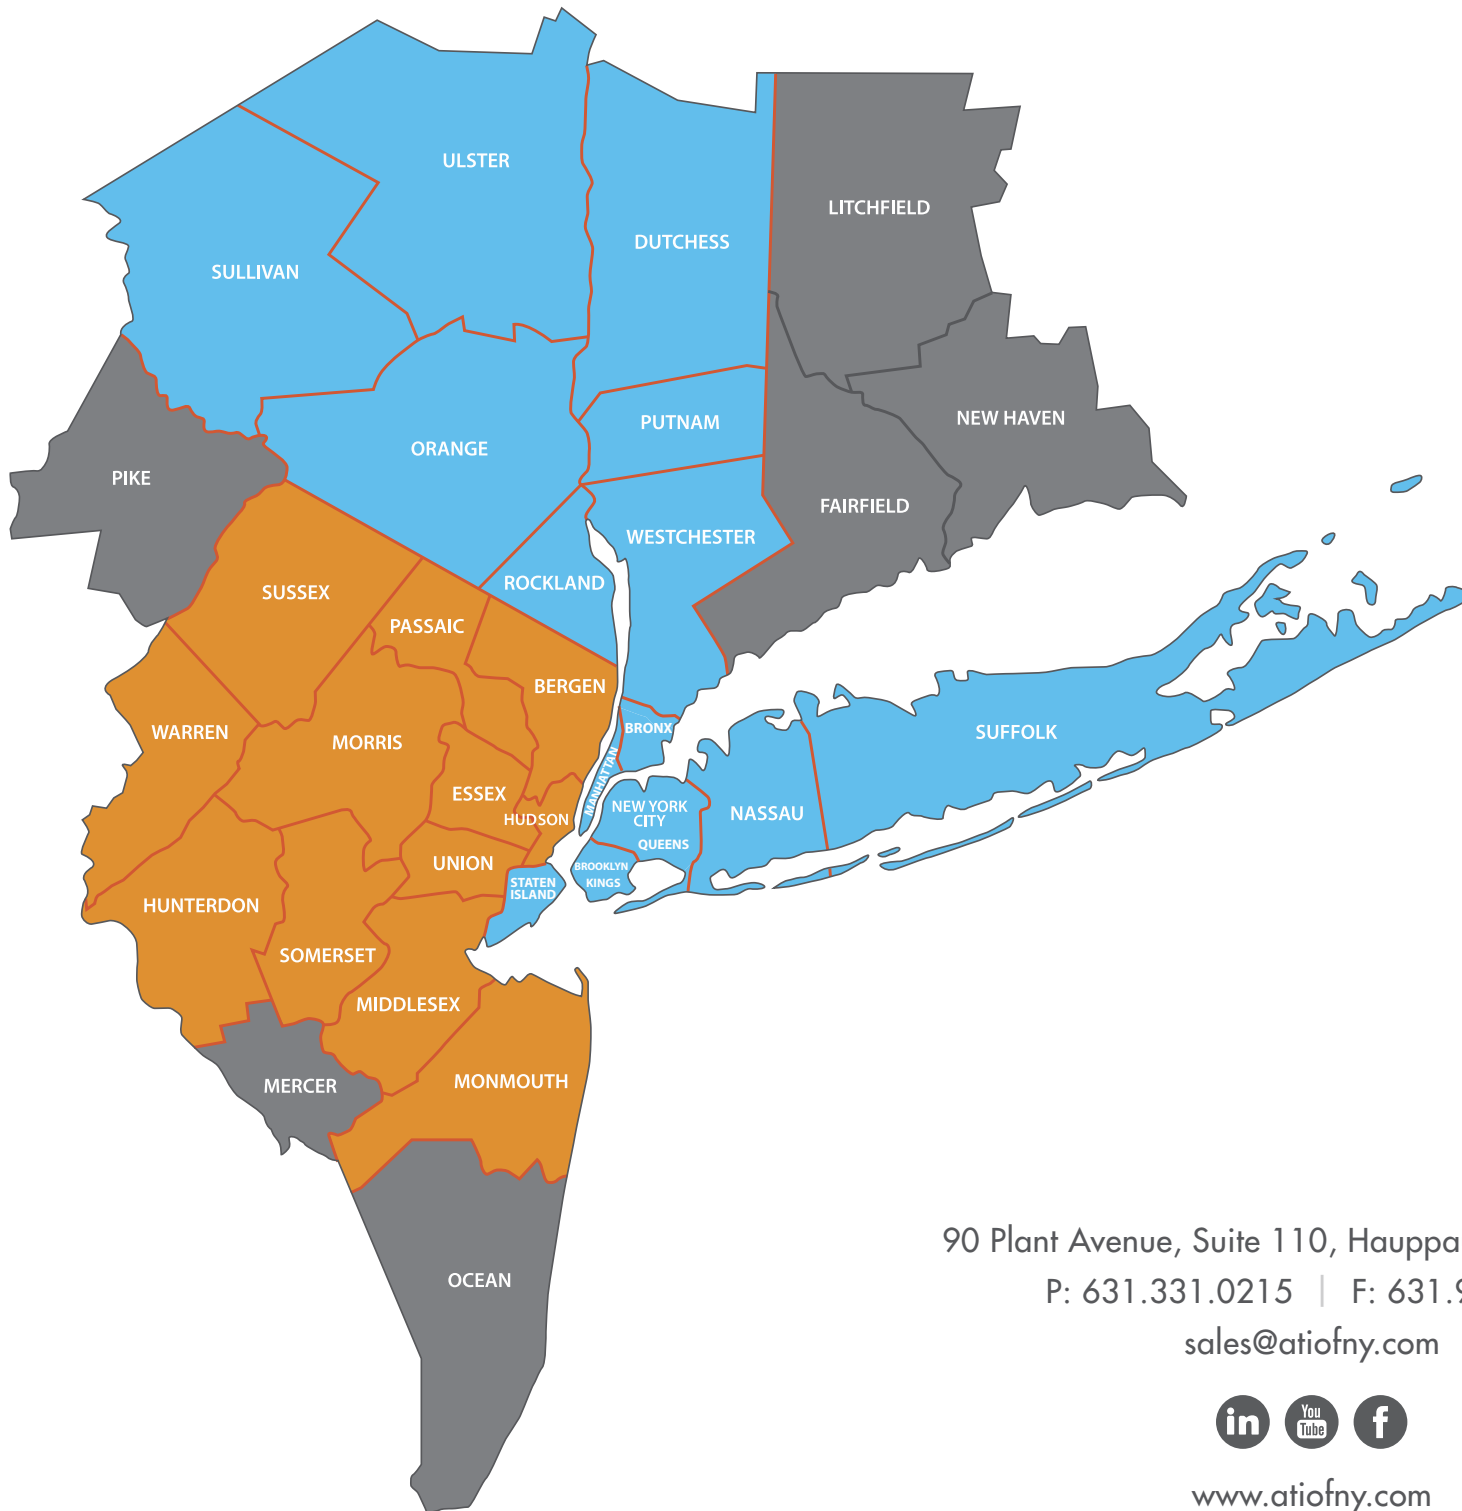 ULSTER
LITCHFIELD
DUTCHESS
SULLIVAN
NEW HAVEN
PUTNAM
ORANGE
PIKE
FAIRFIELD
WESTCHESTER
ROCKLAND
SUSSEX
PASSAIC
BERGEN
BRONX
WARREN
SUFFOLK
MORRIS
MANHATTAN
ESSEX
NEW YORK
CITY
NASSAU
HUDSON
QUEENS
UNION
BROOKLYN
KINGS
STATEN
ISLAND
HUNTERDON
SOMERSET
MIDDLESEX
MERCER
MONMOUTH
OCEAN
90 Plant Avenue, Suite 110, Hauppa
P: 631.331.0215 | F: 631.9
sales@atiofny.com
in You Tube f
www.atiofny.com